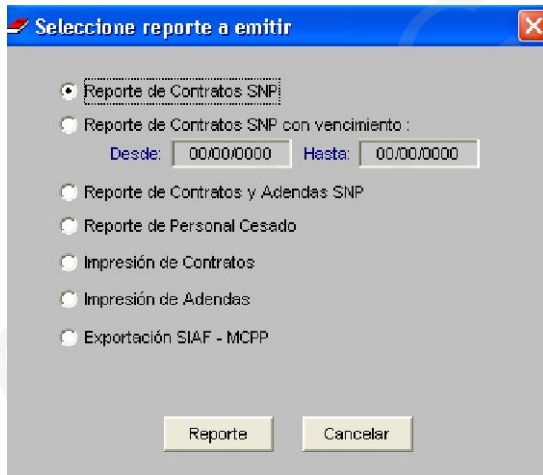 Seleccione reporte a emitir
Reporte de Contratos SNP
Reporte de Contratos SNP con vencimiento :
Desde: 00/00/0000 Hasta: 00/00/0000
Reporte de Contratos y Adendas SNP
Reporte de Personal Cesado
Impresión de Contratos
Impresión de Adendas
Exportación SIAF - MCPP
Reporte Cancelar